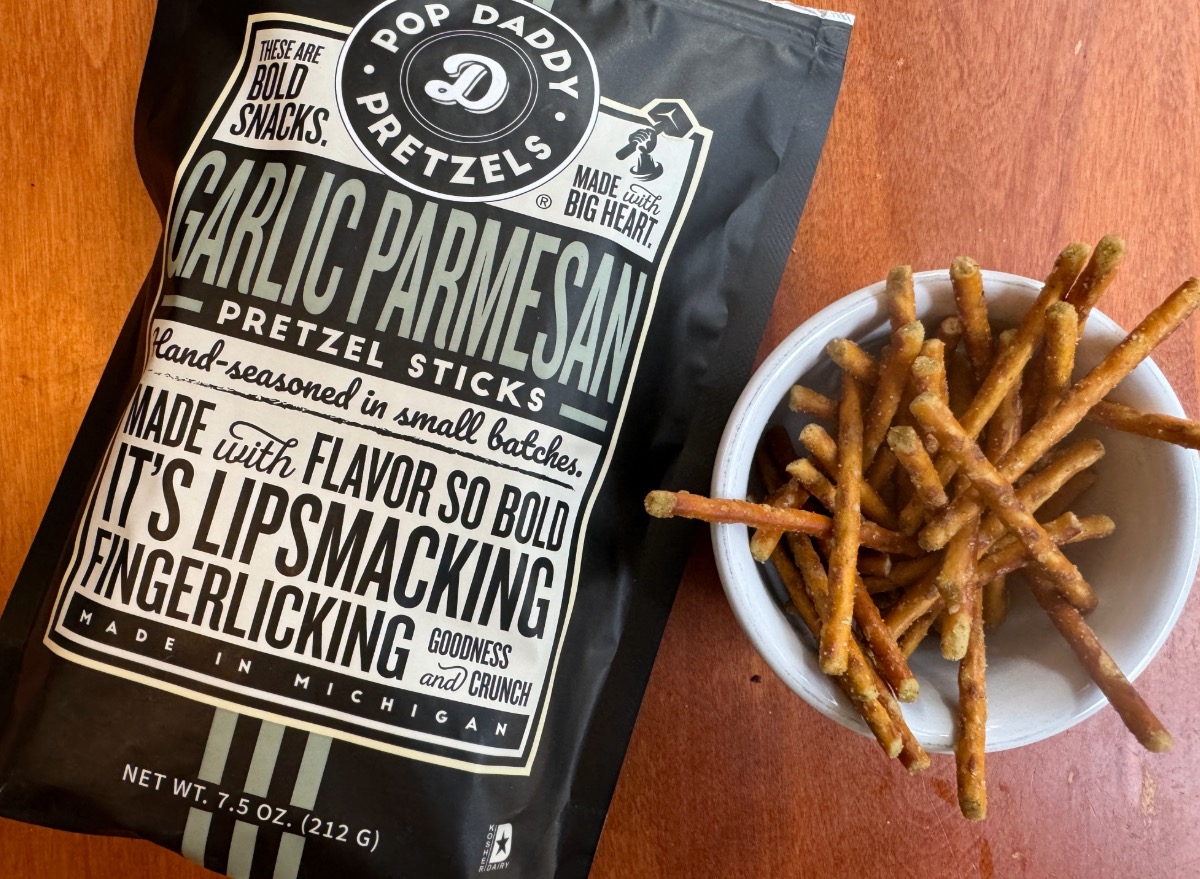 POP DADDY
D
PRETZELS
®
THESE ARE
BOLD
SNACKS.
MADE with
BIG HEART.
GARLIC PARMESAN
PRETZEL STICKS
Hand-seasoned in small batches.
MADE with FLAVOR SO BOLD
IT'S LIPSMACKING
FINGERLICKING
GOODNESS
and CRUNCH
MADE IN MICHIGAN
NET WT. 7.5 OZ. (212 G)
KOSHER
D
DAIRY